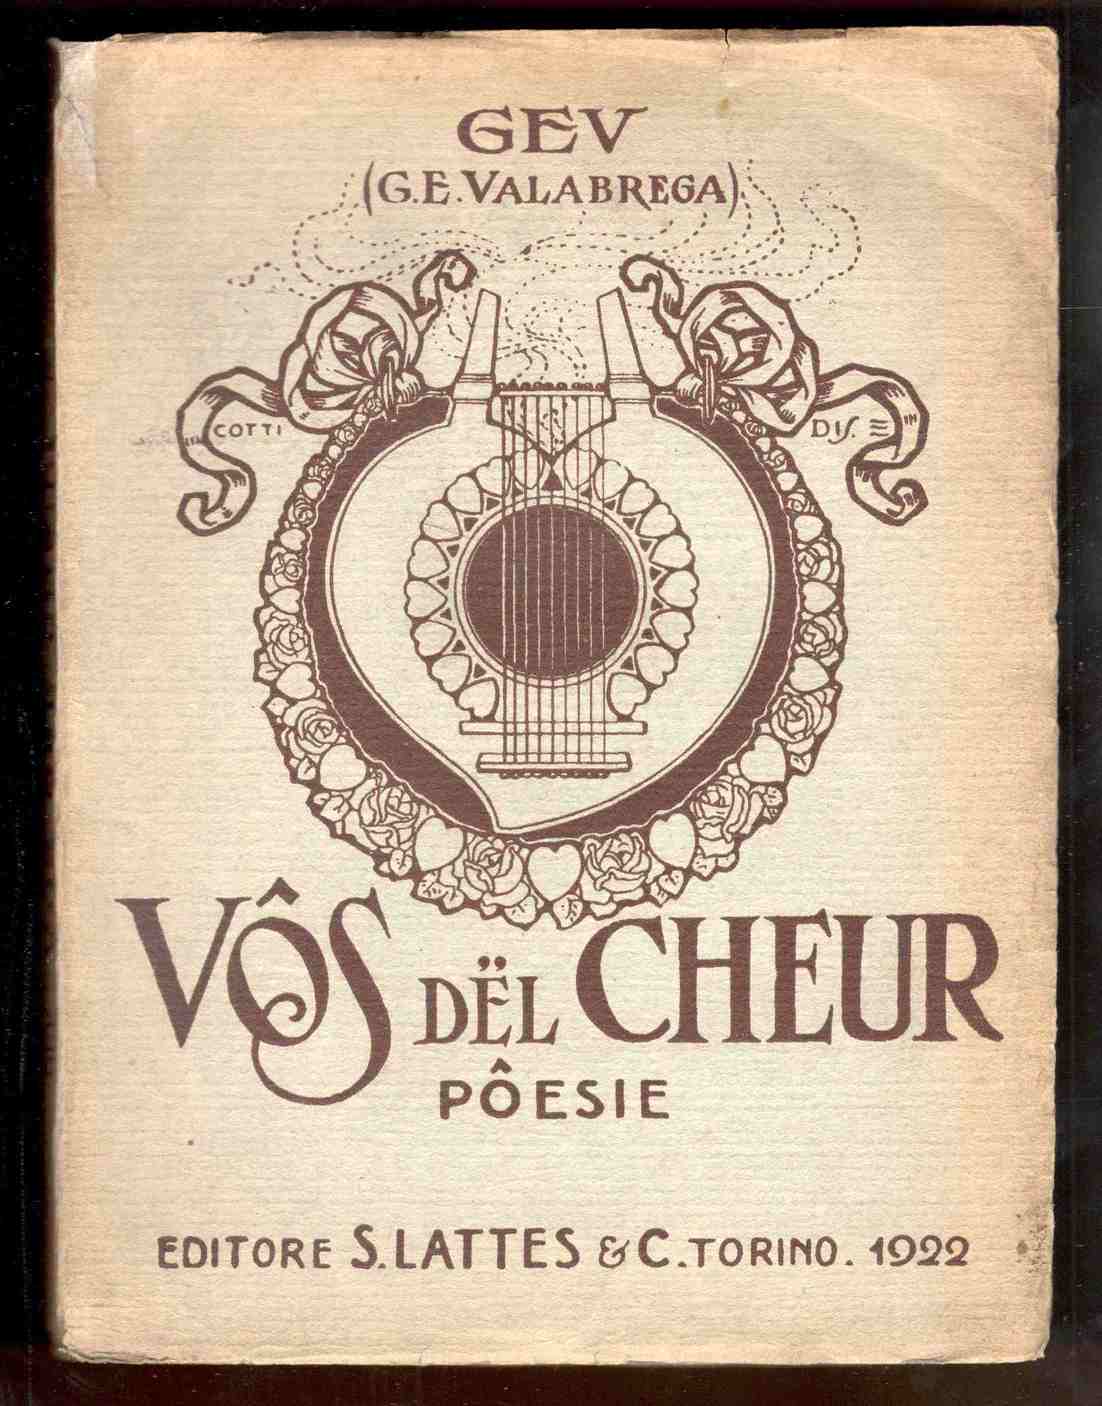 GEV
(G.E.VALABREGA)
COTTI DIS.
VÔS DËL CHEUR
PÔESIE
EDITORE S. LATTES & C. TORINO. 1922